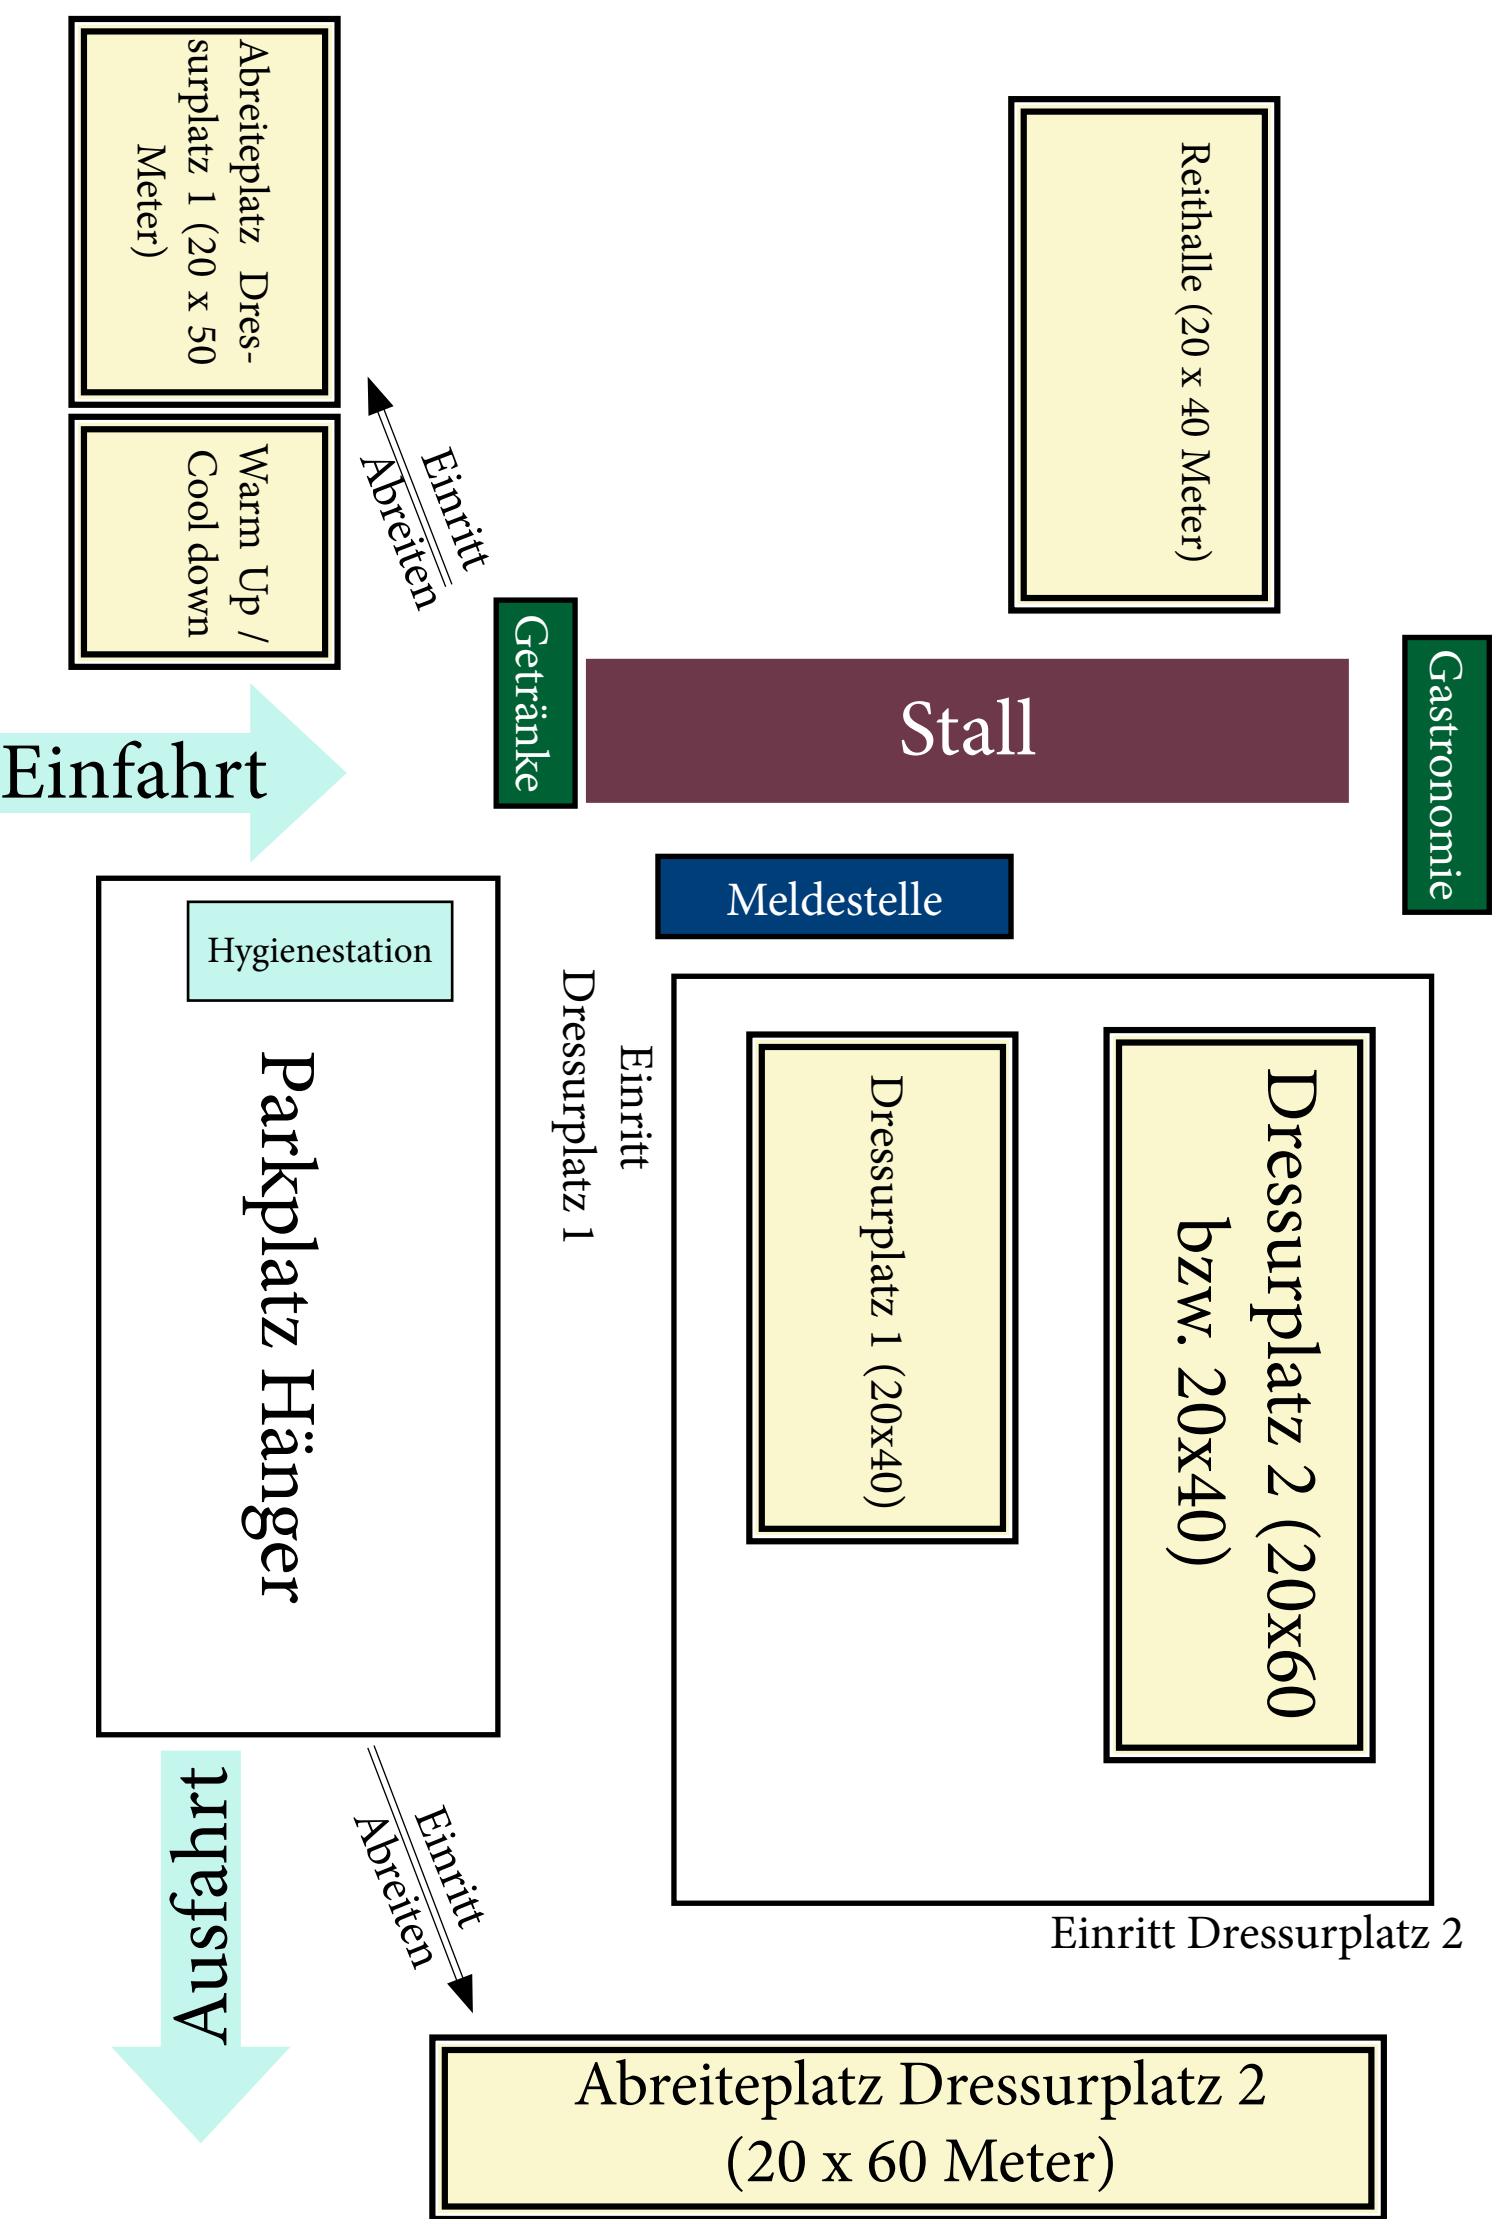 Abreiteplatz Dres-
surplatz 1 (20 x 50
Meter)
Reithalle (20 x 40 Meter)
Einritt
Abreiten
Warm Up /
Cool down
Getränke
Stall
Gastronomie
Einfahrt
Meldestelle
Hygienestation
Parkplatz Hänger
Einritt
Dressurplatz 1
Dressurplatz 1 (20x40)
Dressurplatz 2 (20x60
bzw. 20x40)
Ausfahrt
Einritt
Abreiten
Einritt Dressurplatz 2
Abreiteplatz Dressurplatz 2
(20 x 60 Meter)